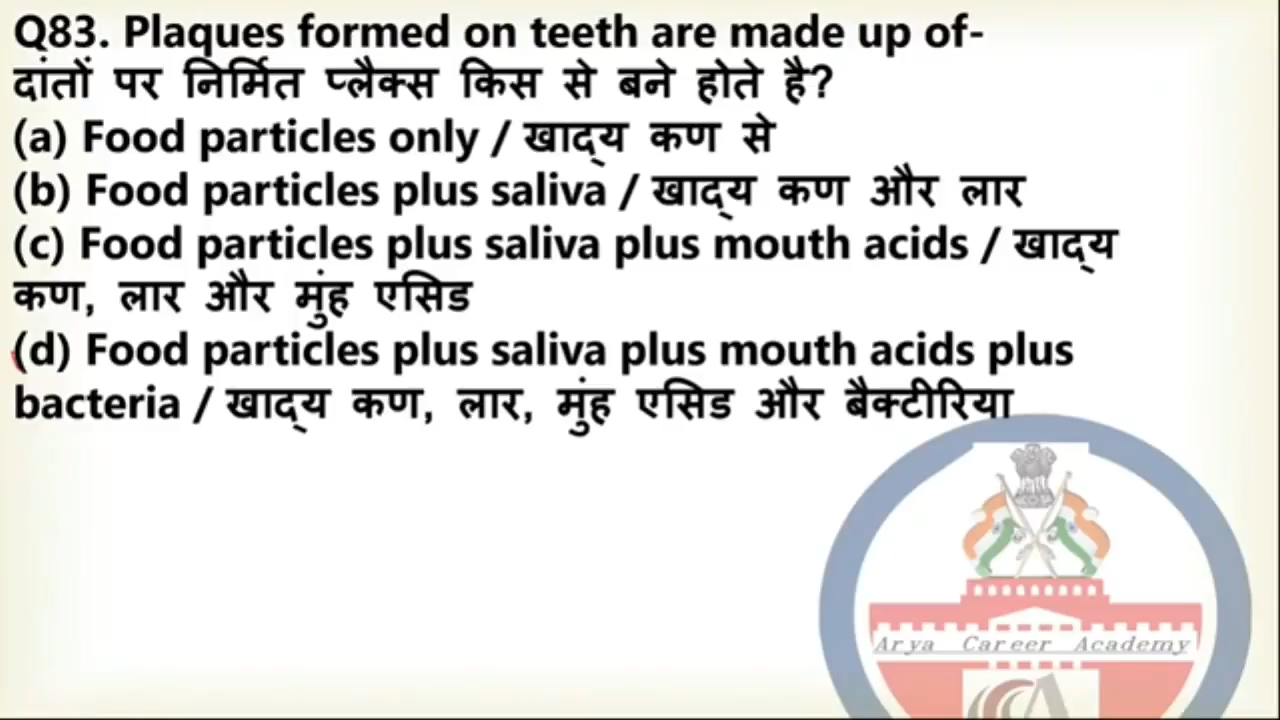 Q83. Plaques formed on teeth are made up of-
दांतों पर निर्मित प्लैक्स किस से बने होते है?
(a) Food particles only / खाद्य कण से
(b) Food particles plus saliva / खाद्य कण और लार
(c) Food particles plus saliva plus mouth acids / खाद्य
कण, लार और मुंह एसिड
(d) Food particles plus saliva plus mouth acids plus
bacteria / खाद्य कण, लार, मुंह एसिड और बैक्टीरिया
Arya Career Academy